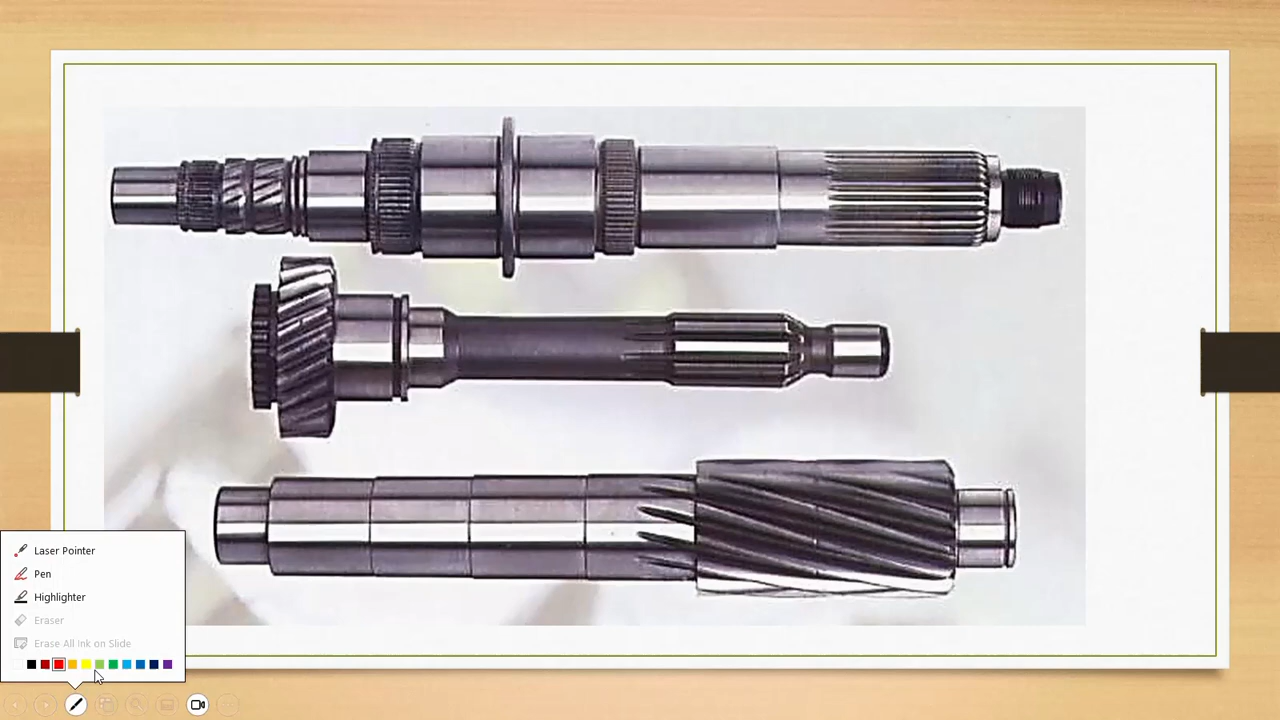 Laser Pointer
Pen
Highlighter
Eraser
Erase All Ink on Slide